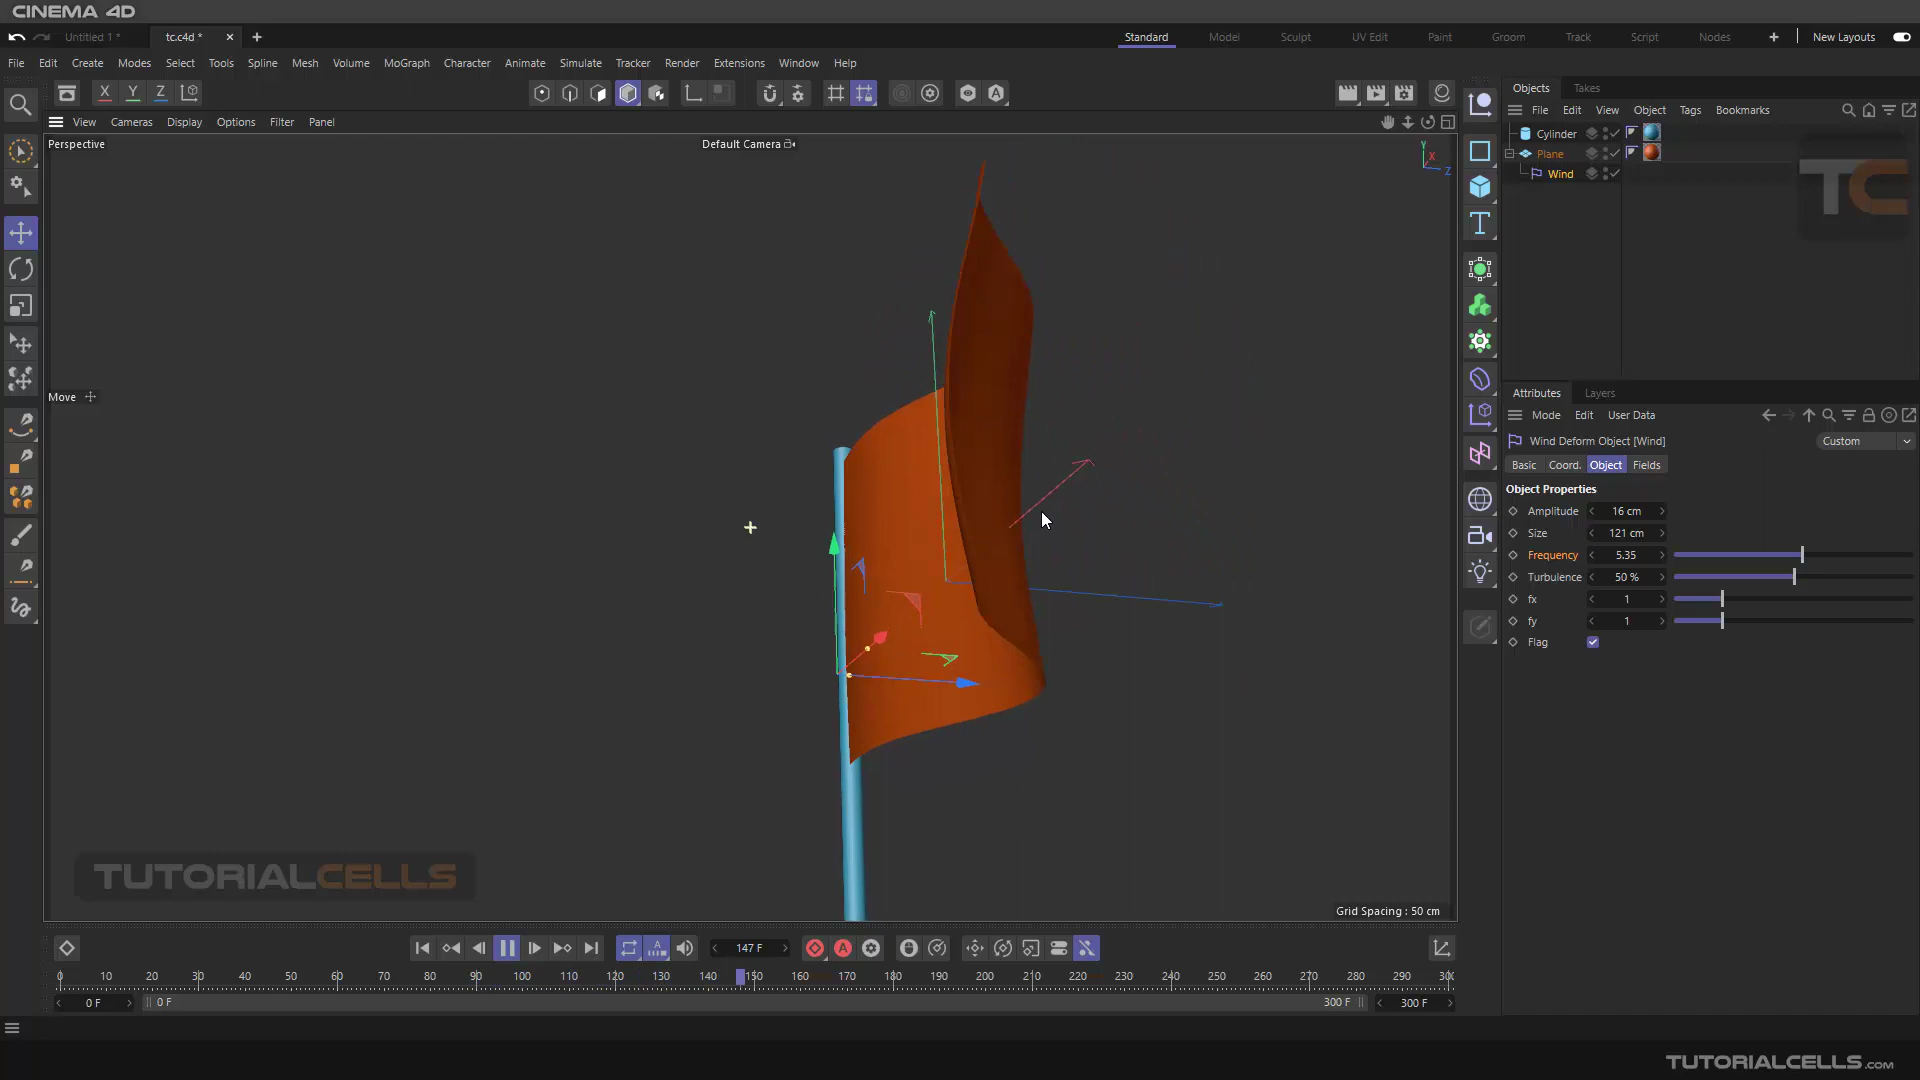 CINEMA 4D
Untitled 1 *
tc.c4d *
Standard
Model
Sculpt
UV Edit
Paint
Groom
Track
Script
Nodes
New Layouts
File Edit Create Modes Select Tools Spline Mesh Volume MoGraph Character Animate Simulate Tracker Render Extensions Window Help
X Y Z
View Cameras Display Options Filter Panel
Perspective
Default Camera
Y
X
Z
Move
TUTORIALCELLS
Grid Spacing : 50 cm
Objects Takes
File Edit View Object Tags Bookmarks
Cylinder
Plane
Wind
TC
Attributes Layers
Mode Edit User Data
Wind Deform Object [Wind]
Custom
Basic Coord. Object Fields
Object Properties
Amplitude 16 cm
Size 121 cm
Frequency 5.35
Turbulence 50 %
fx 1
fy 1
Flag
147 F
0 10 20 30 40 50 60 70 80 90 100 110 120 130 140 150 160 170 180 190 200 210 220 230 240 250 260 270 280 290 30
0 F
0 F
300 F
300 F
TUTORIALCELLS.COM